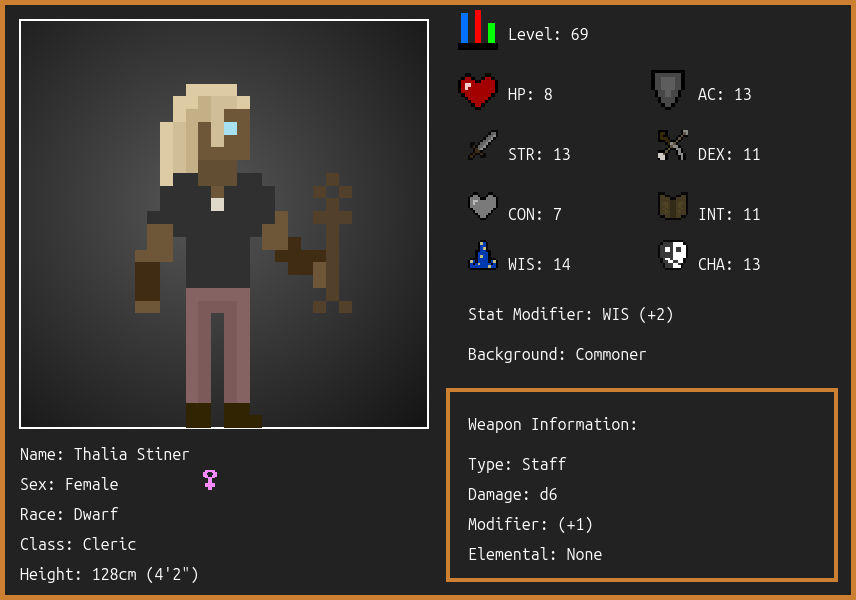 Level: 69
HP: 8
AC: 13
STR: 13
DEX: 11
CON: 7
INT: 11
WIS: 14
CHA: 13
Stat Modifier: WIS (+2)
Background: Commoner
Weapon Information:
Type: Staff
Damage: d6
Modifier: (+1)
Elemental: None
Name: Thalia Stiner
Sex: Female
Race: Dwarf
Class: Cleric
Height: 128cm (4'2")